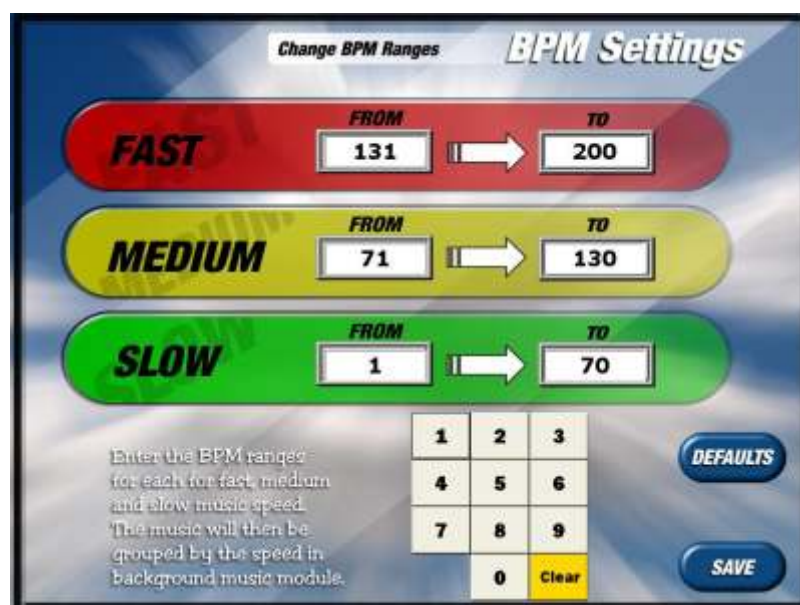 Change BPM Ranges
BPM Settings
FAST
FROM
131
TO
200
MEDIUM
FROM
71
TO
130
SLOW
FROM
1
TO
70
Enter the BPM ranges
for each for fast, medium
and slow music speed.
The music will then be
grouped by the speed in
background music module.
1 2 3
4 5 6
7 8 9
0 Clear
DEFAULTS
SAVE